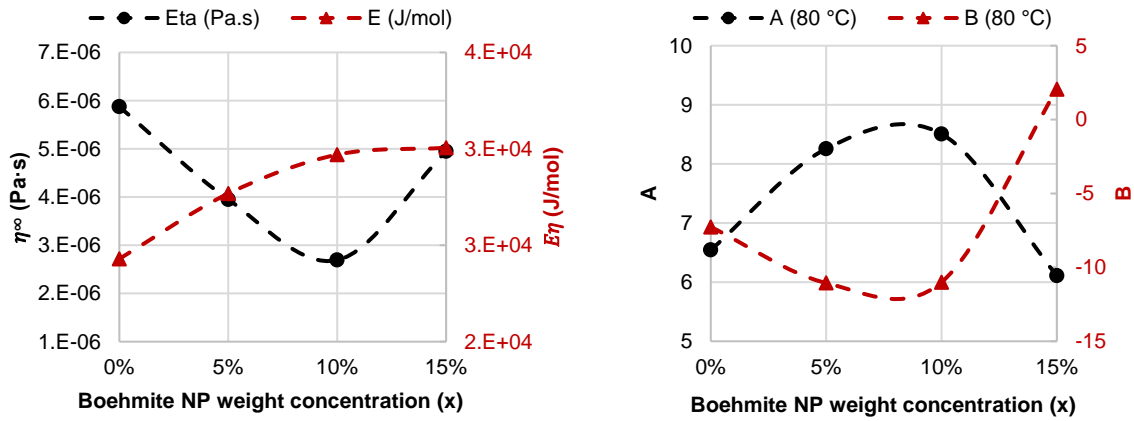 Eta (Pa.s) E (J/mol)
7.E-06
6.E-06
5.E-06
4.E-06
3.E-06
2.E-06
1.E-06
η∞ (Pa·s)
4.E+04
3.E+04
3.E+04
2.E+04
Eη (J/mol)
0% 5% 10% 15%
Boehmite NP weight concentration (x)
A (80 °C) B (80 °C)
10
9
8
7
6
5
A
5
0
-5
-10
-15
B
0% 5% 10% 15%
Boehmite NP weight concentration (x)